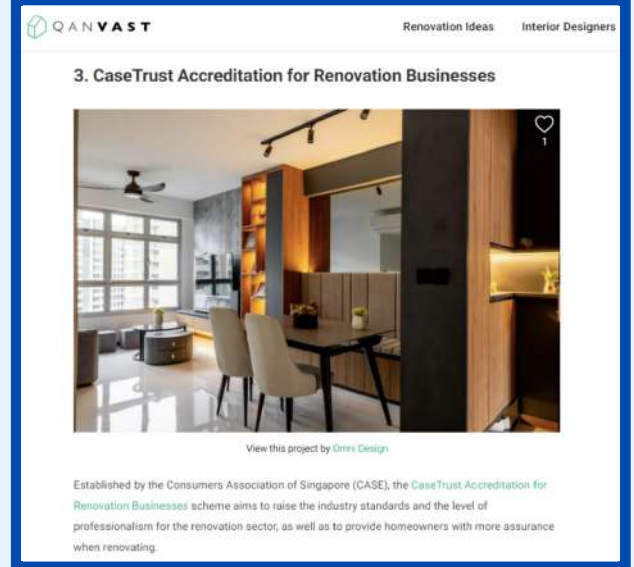 QANVAST
Renovation Ideas
Interior Designers
3. CaseTrust Accreditation for Renovation Businesses
1
View this project by Omni Design
Established by the Consumers Association of Singapore (CASE), the CaseTrust Accreditation for
Renovation Businesses scheme aims to raise the industry standards and the level of
professionalism for the renovation sector, as well as to provide homeowners with more assurance
when renovating.